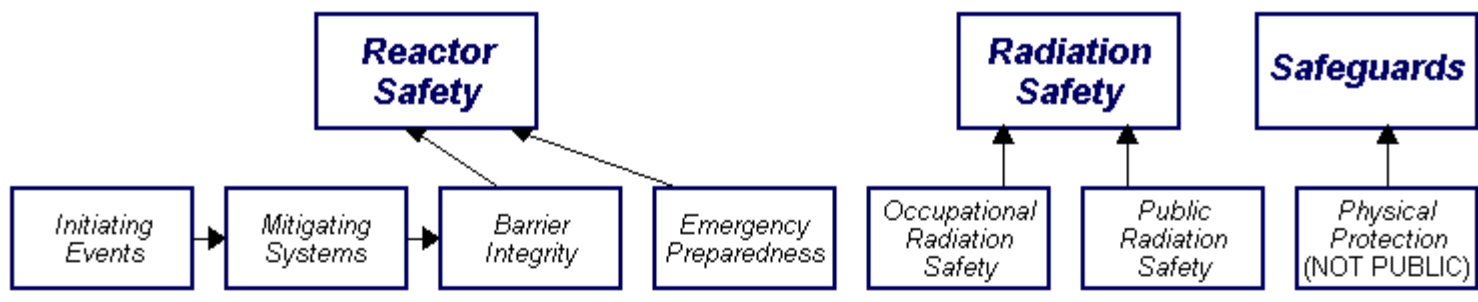 Reactor
Safety
Radiation
Safety
Safeguards
Initiating
Events
Mitigating
Systems
Barrier
Integrity
Emergency
Preparedness
Occupational
Radiation
Safety
Public
Radiation
Safety
Physical
Protection
(NOT PUBLIC)